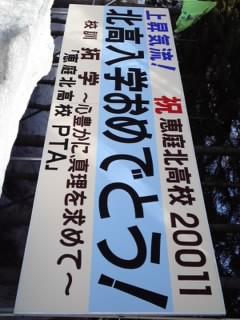 上昇気流！
祝 恵庭北高校 20011
北高入学おめでとう！
校訓 拓学～心豊かに真理を求めて～
「恵庭北高校 PTA」